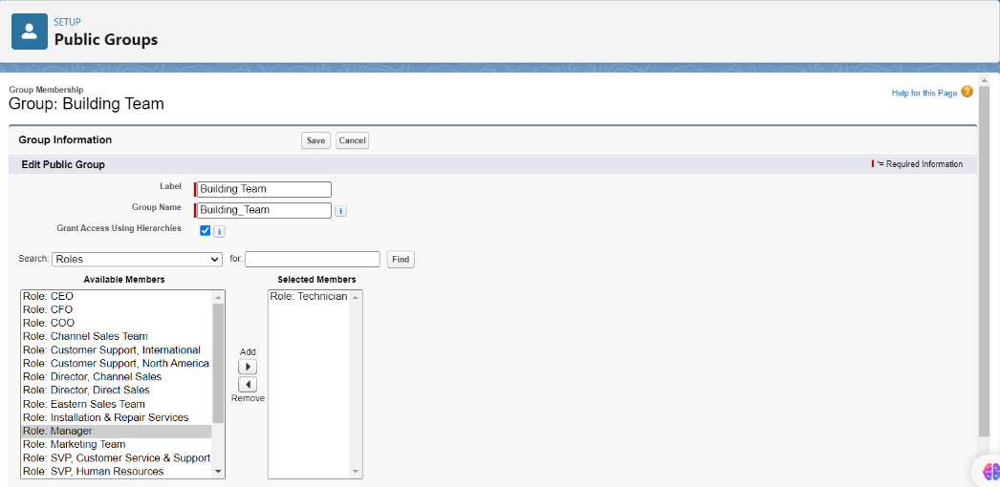 SETUP
Public Groups
Group Membership
Group: Building Team
Help for this Page ?
Group Information Save Cancel
Edit Public Group = Required Information
Label Building Team
Group Name Building_Team i
Grant Access Using Hierarchies i
Search: Roles for: Find
Available Members Selected Members
Role: CEO Role: Technician
Role: CFO
Role: COO
Role: Channel Sales Team
Role: Customer Support, International
Role: Customer Support, North America
Role: Director, Channel Sales
Role: Director, Direct Sales
Role: Eastern Sales Team
Role: Installation & Repair Services
Role: Manager
Role: Marketing Team
Role: SVP, Customer Service & Support
Role: SVP, Human Resources
Add
Remove